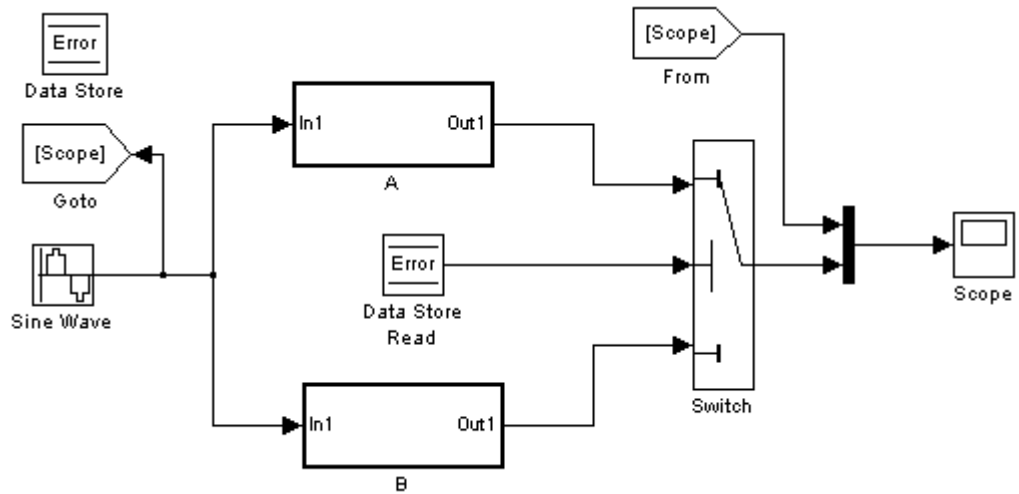 Error
Data Store
[Scope]
From
In1
Out1
A
[Scope]
Goto
Error
Data Store
Read
Sine Wave
Scope
Switch
In1
Out1
B